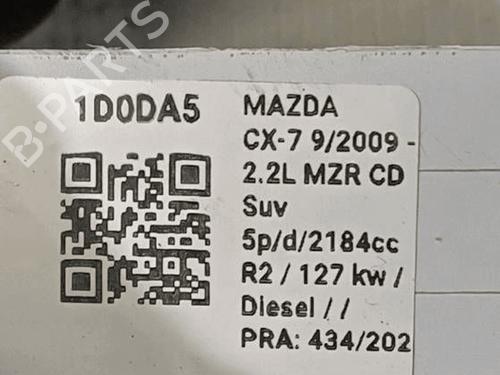 1D0DA5
MAZDA
CX-7 9/2009 -
2.2L MZR CD
Suv
5p/d/2184cc
R2 / 127 kw /
Diesel / /
PRA: 434/202
B-PARTS
B-PARTS